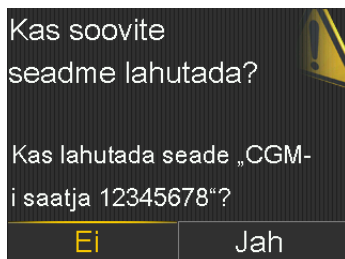 Kas soovite
seadme lahutada?
Kas lahutada seade „CGM-
i saatja 12345678“?
Ei
Jah